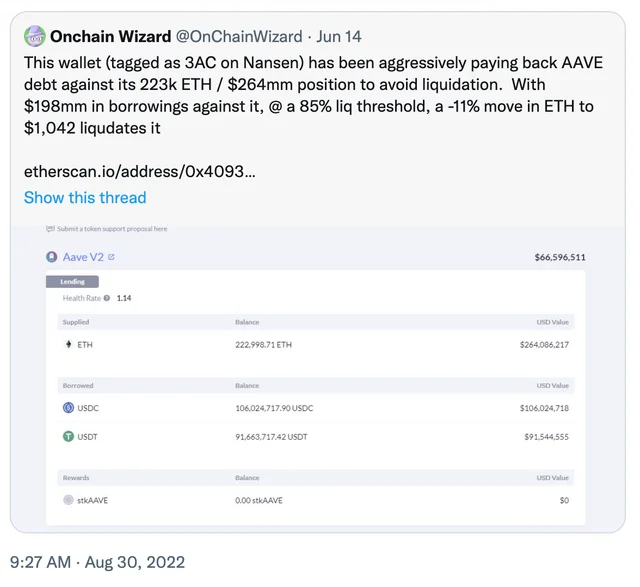 Onchain Wizard @OnChainWizard · Jun 14
This wallet (tagged as 3AC on Nansen) has been aggressively paying back AAVE
debt against its 223k ETH / $264mm position to avoid liquidation.  With
$198mm in borrowings against it, @ a 85% liq threshold, a -11% move in ETH to
$1,042 liqudates it
etherscan.io/address/0x4093...
Show this thread
Submit a token support proposal here
Aave V2 $66,596,511
Lending
Health Rate 1.14
Supplied Balance USD Value
ETH 222,998.71 ETH $264,086,217
Borrowed Balance USD Value
USDC 106,024,717.90 USDC $106,024,718
USDT 91,663,717.42 USDT $91,544,555
Rewards Balance USD Value
stkAAVE 0.00 stkAAVE $0
9:27 AM · Aug 30, 2022